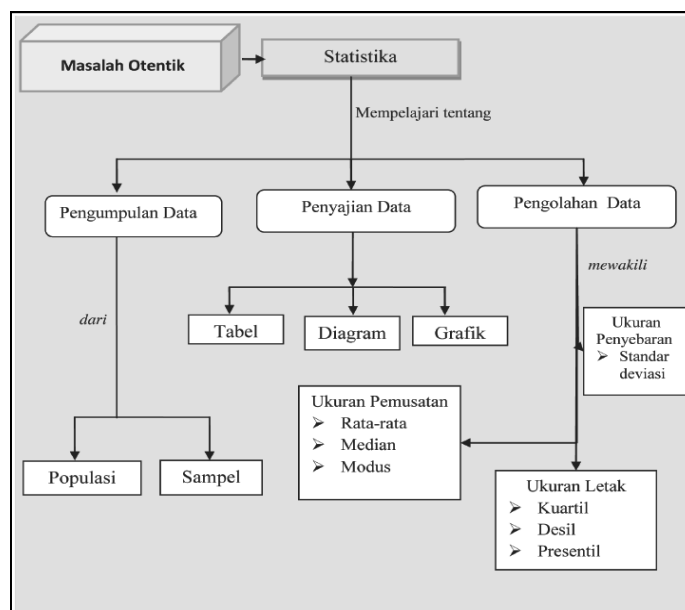 Masalah Otentik
Statistika
Mempelajari tentang
Pengumpulan Data
Penyajian Data
Pengolahan Data
dari
mewakili
Tabel
Diagram
Grafik
Ukuran
Penyebaran
➢ Standar
deviasi
Ukuran Pemusatan
➢ Rata-rata
➢ Median
➢ Modus
Populasi
Sampel
Ukuran Letak
➢ Kuartil
➢ Desil
➢ Presentil